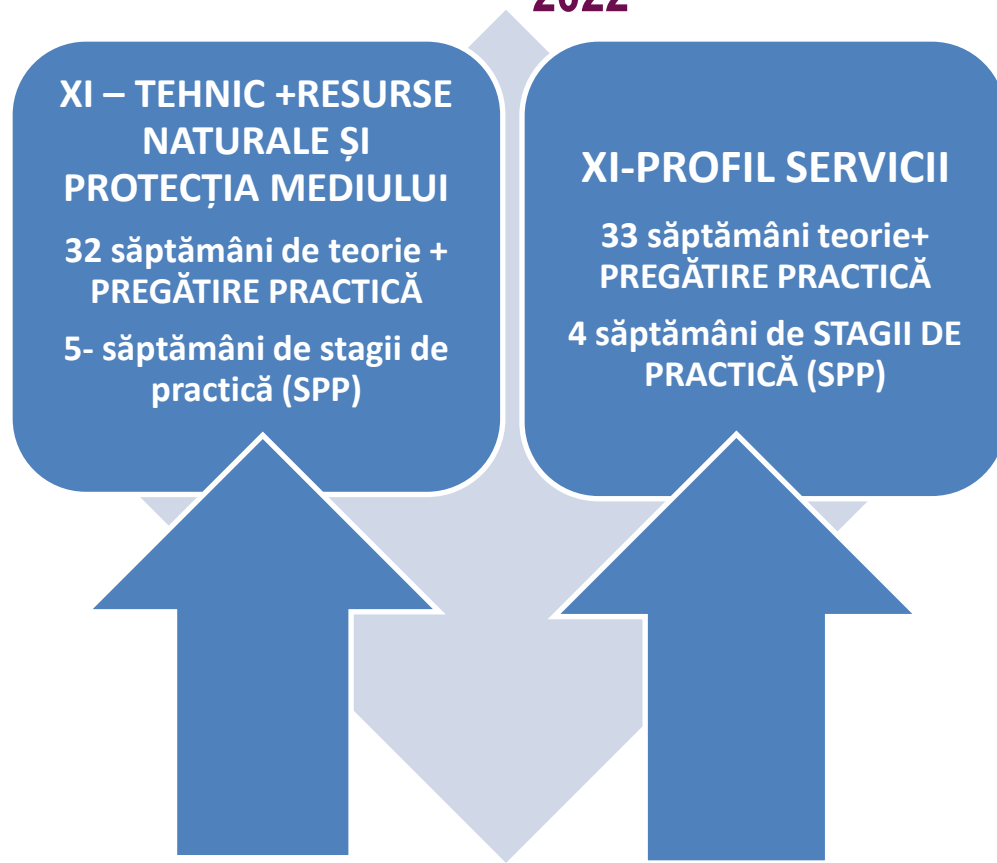 2022
XI – TEHNIC +RESURSE
NATURALE ȘI
PROTECȚIA MEDIULUI
32 săptămâni de teorie +
PREGĂTIRE PRACTICĂ
5- săptămâni de stagii de
practică (SPP)
XI-PROFIL SERVICII
33 săptămâni teorie+
PREGĂTIRE PRACTICĂ
4 săptămâni de STAGII DE
PRACTICĂ (SPP)